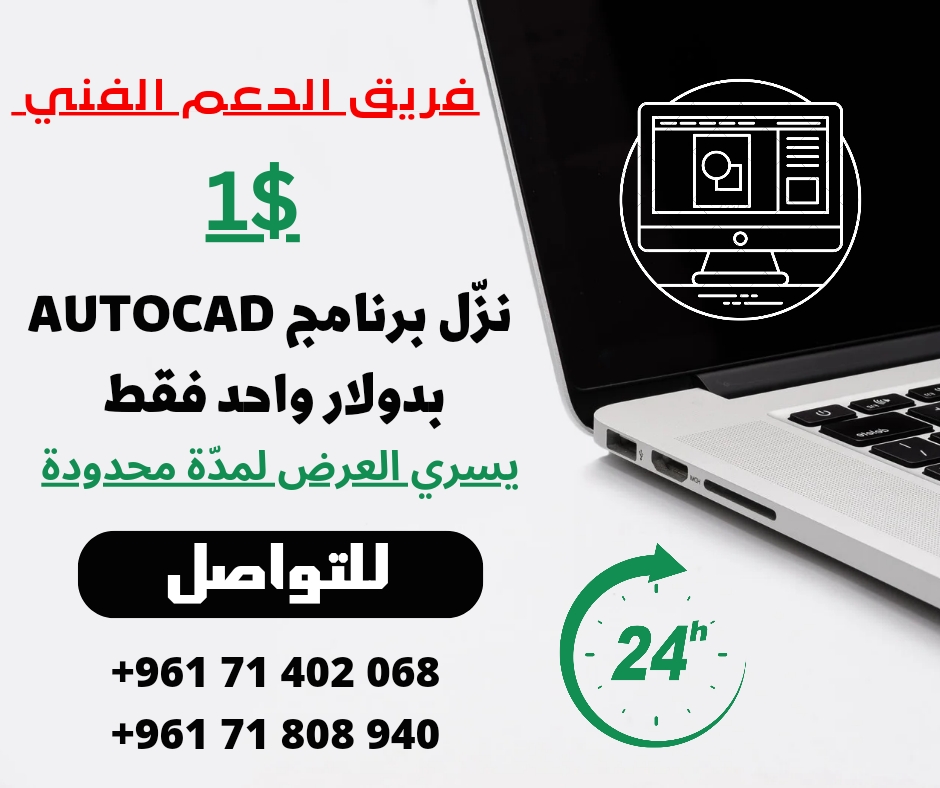 فريق الدعم الفني
1$
نزّل برنامج AUTOCAD
بدولار واحد فقط
يسري العرض لمدّة محدودة
للتواصل
+961 71 402 068
+961 71 808 940
24h